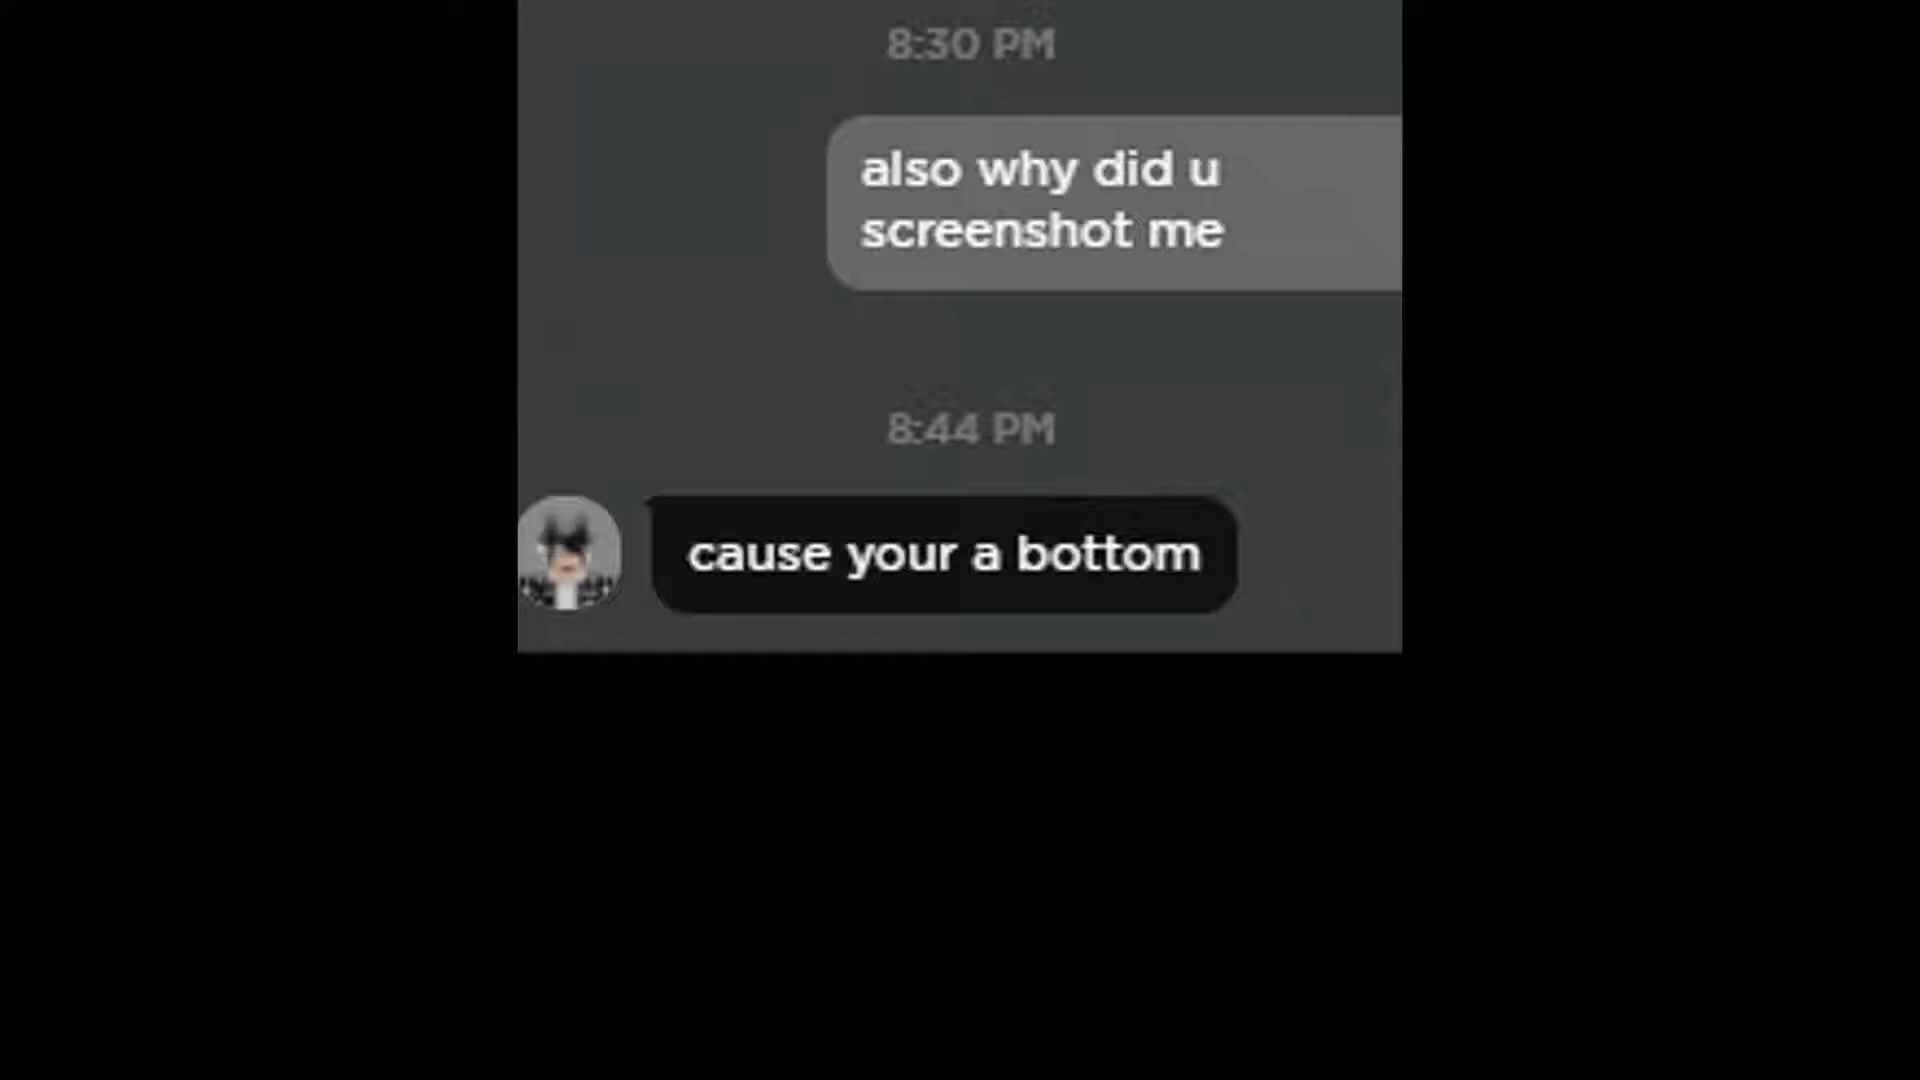 8:30 PM
also why did u
screenshot me
8:44 PM
cause your a bottom